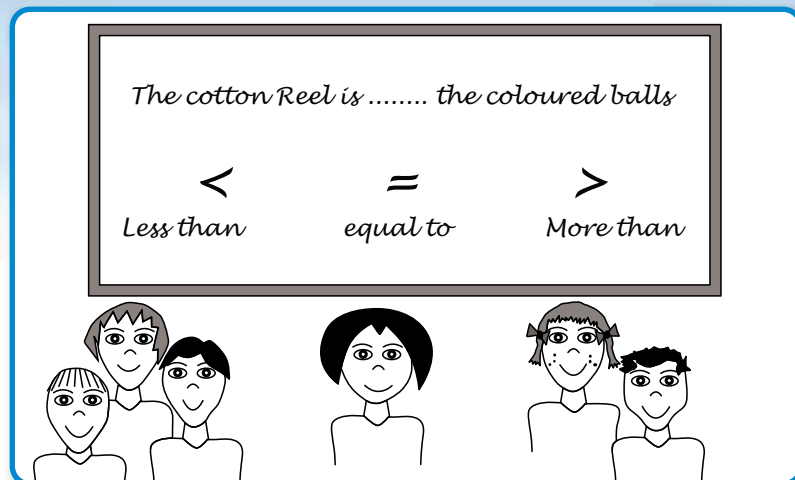 The cotton Reel is ........ the coloured balls
< = >
Less than equal to More than